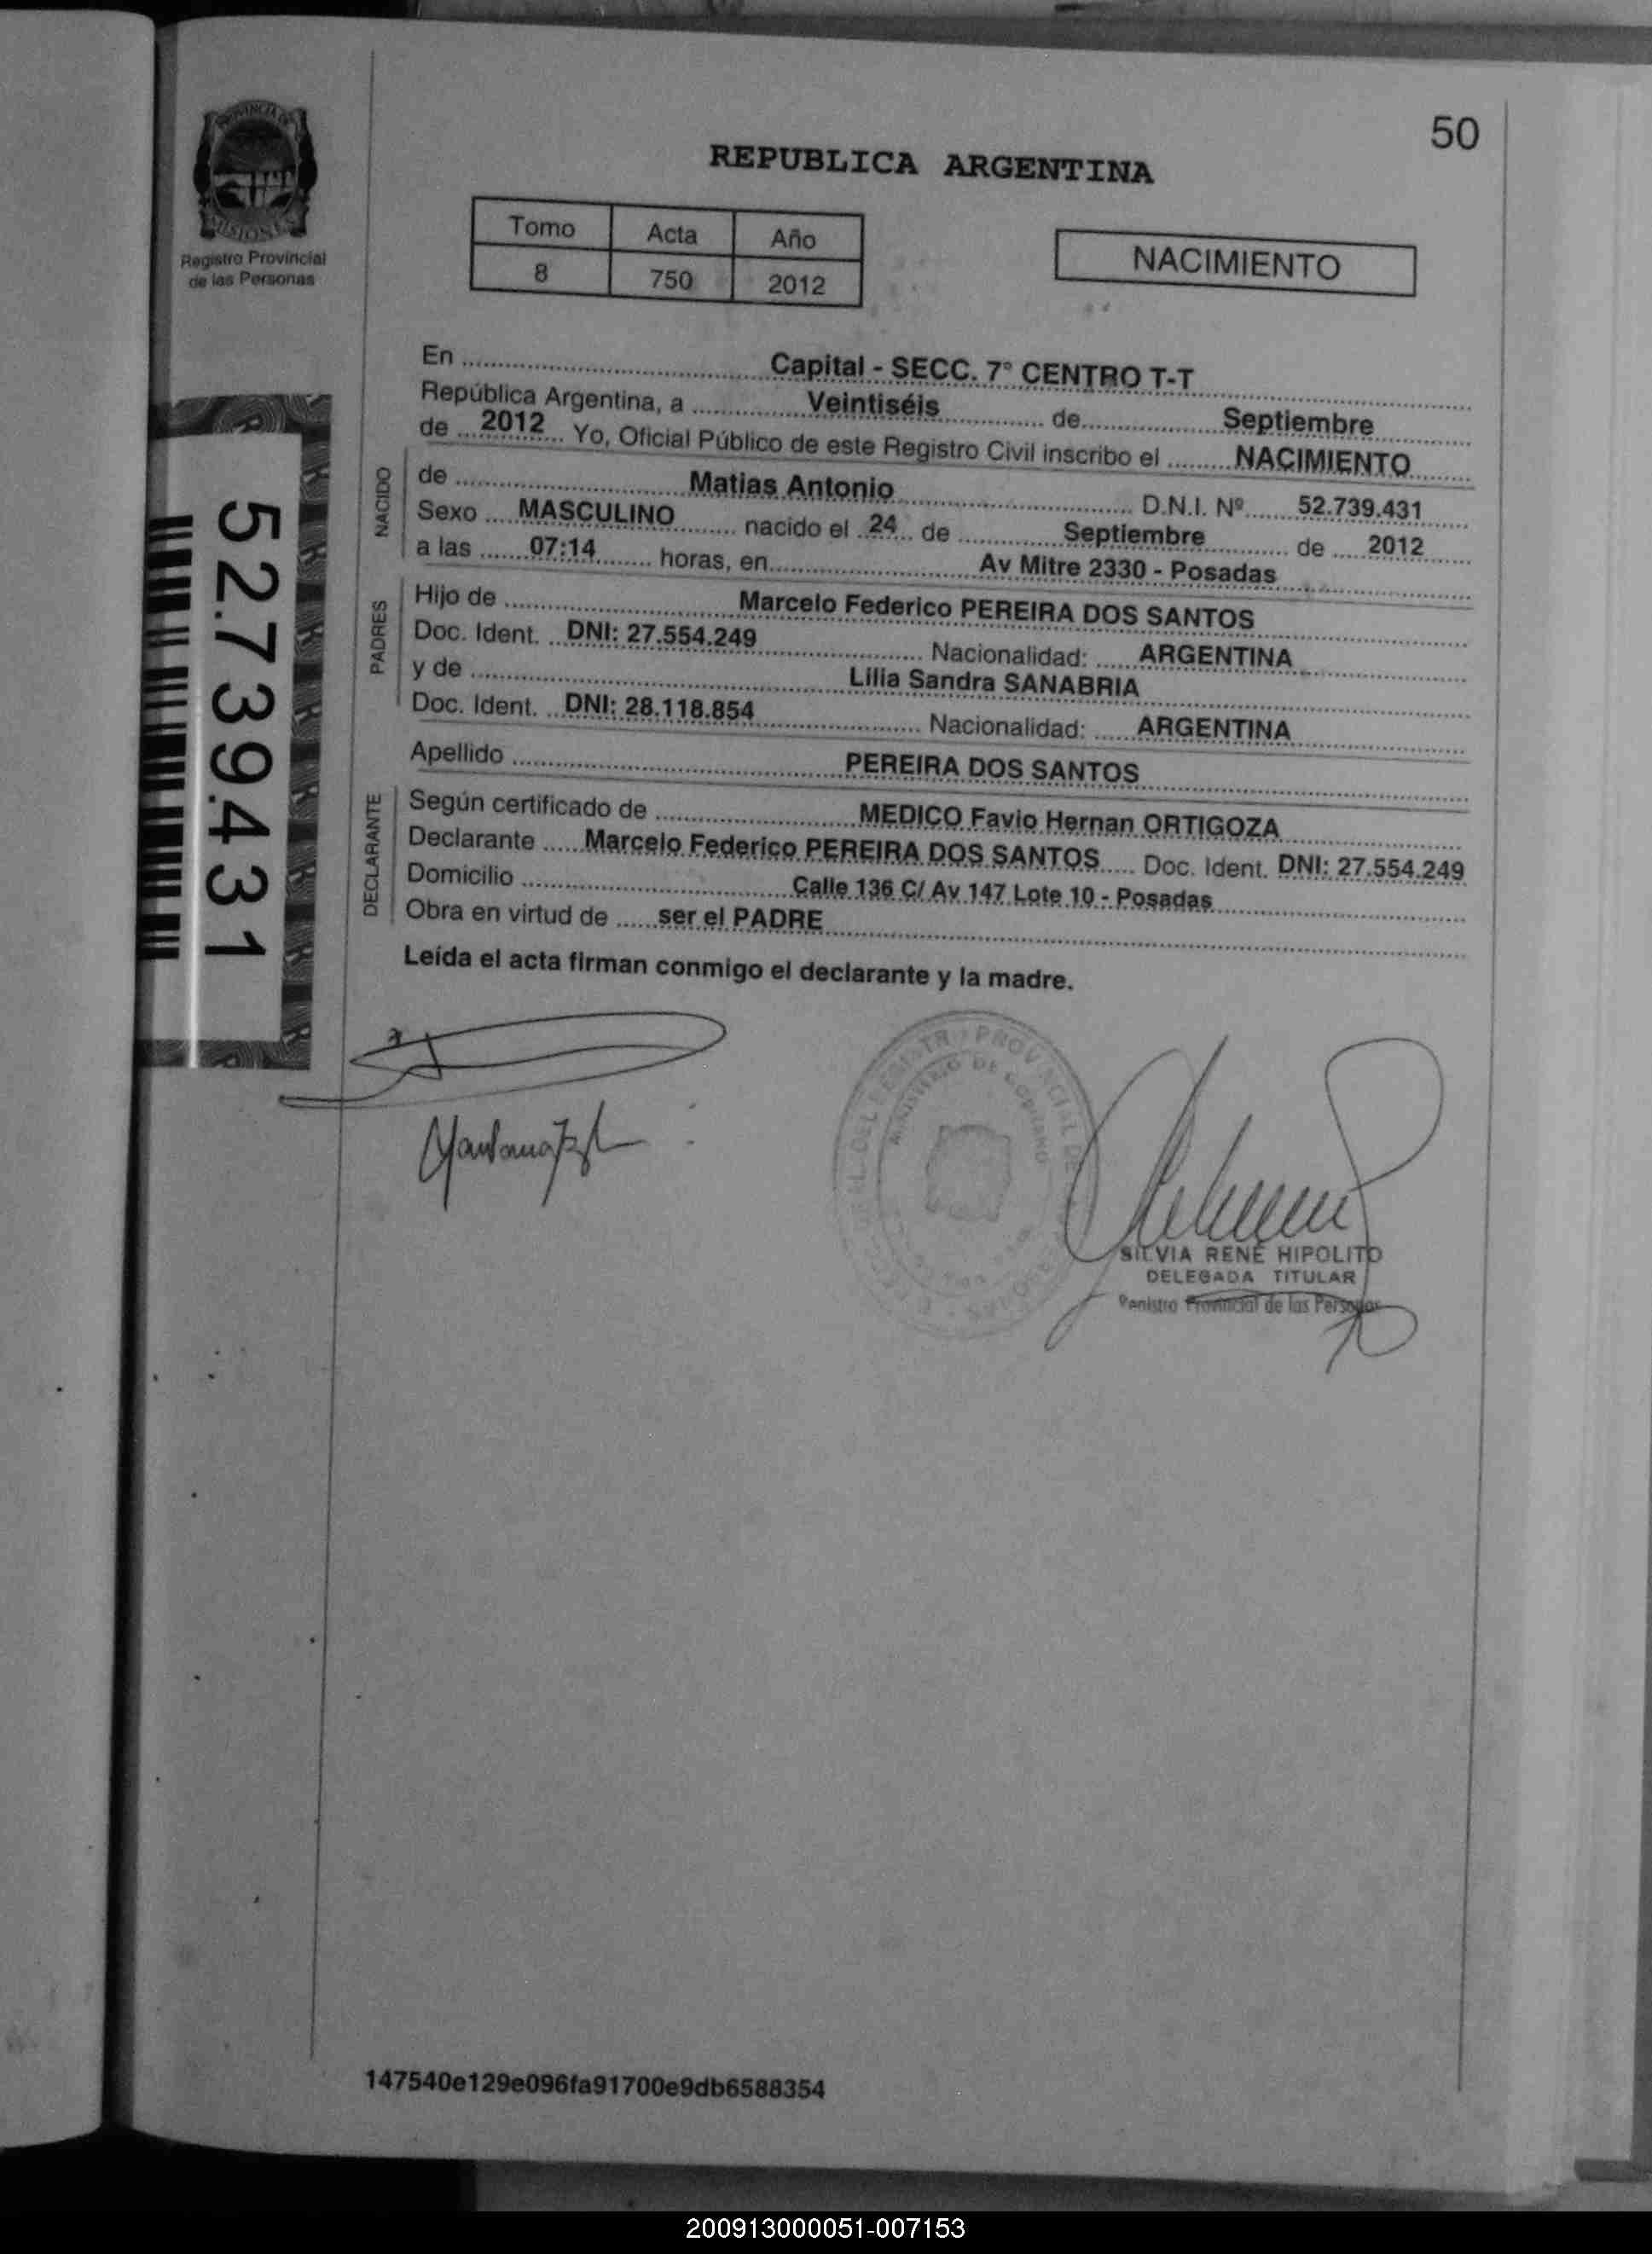 50
PROVINCIA DE
MISIONES
Registro Provincial
de las Personas
REPUBLICA ARGENTINA
Tomo Acta Año
8 750 2012
NACIMIENTO
En Capital - SECC. 7° CENTRO T-T
República Argentina, a Veintiséis de Septiembre
de 2012 Yo, Oficial Público de este Registro Civil inscribo el NACIMIENTO
NACIDO
de Matias Antonio D.N.I. Nº 52.739.431
Sexo MASCULINO nacido el 24 de Septiembre de 2012
a las 07:14 horas, en Av Mitre 2330 - Posadas
PADRES
Hijo de Marcelo Federico PEREIRA DOS SANTOS
Doc. Ident. DNI: 27.554.249 Nacionalidad: ARGENTINA
y de Lilia Sandra SANABRIA
Doc. Ident. DNI: 28.118.854 Nacionalidad: ARGENTINA
Apellido PEREIRA DOS SANTOS
DECLARANTE
Según certificado de MEDICO Favio Hernan ORTIGOZA
Declarante Marcelo Federico PEREIRA DOS SANTOS Doc. Ident. DNI: 27.554.249
Domicilio Calle 136 C/ Av 147 Lote 10 - Posadas
Obra en virtud de ser el PADRE
Leída el acta firman conmigo el declarante y la madre.
52.739.431
SILVIA RENÉ HIPOLITO
DELEGADA TITULAR
Registro Provincial de las Personas
147540e129e096fa91700e9db6588354
200913000051-007153